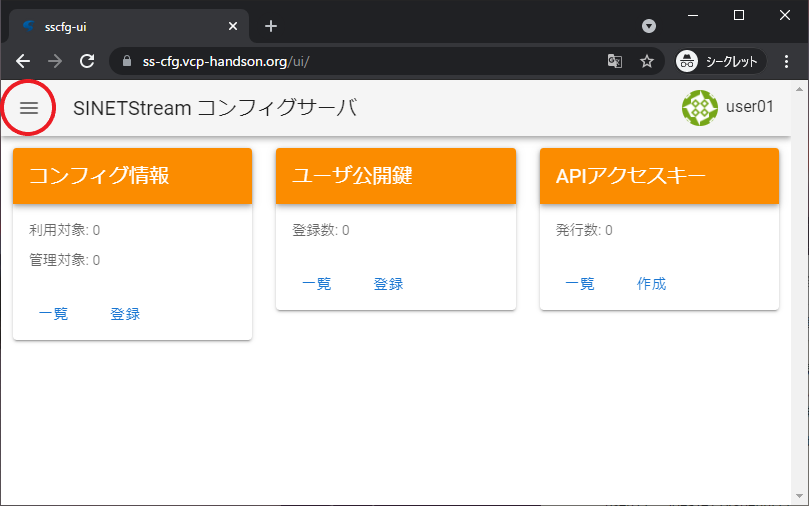 sscfg-ui
ss-cfg.vcp-handson.org/ui/
シークレット
SINETStream コンフィグサーバ
user01
コンフィグ情報
利用対象: 0
管理対象: 0
一覧 登録
ユーザ公開鍵
登録数: 0
一覧 登録
APIアクセスキー
発行数: 0
一覧 作成